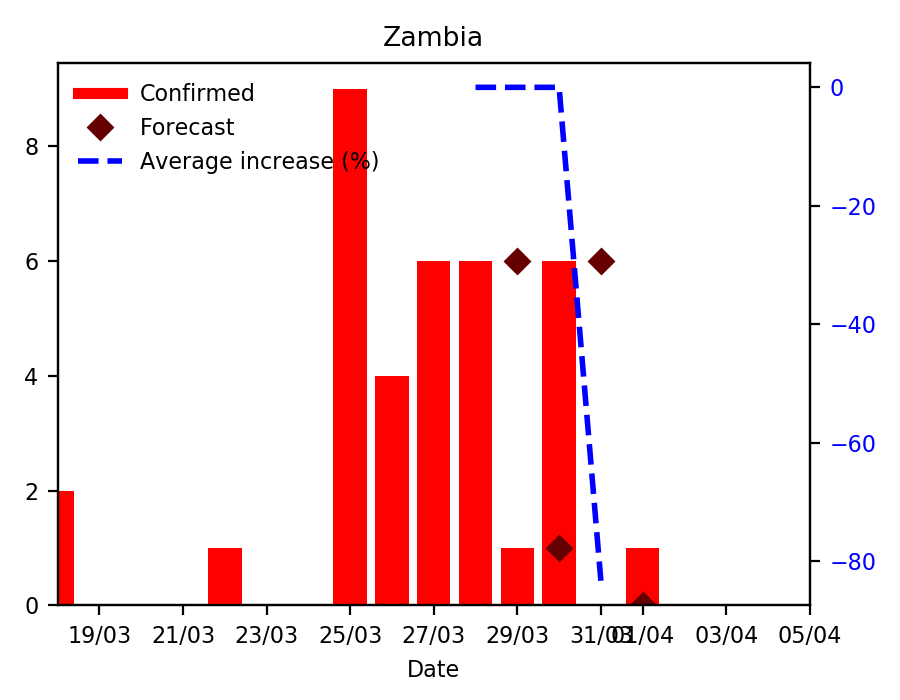 Zambia
Confirmed
Forecast
Average increase (%)
8
6
4
2
0
0
−20
−40
−60
−80
19/03 21/03 23/03 25/03 27/03 29/03 31/03 01/04 03/04 05/04
Date